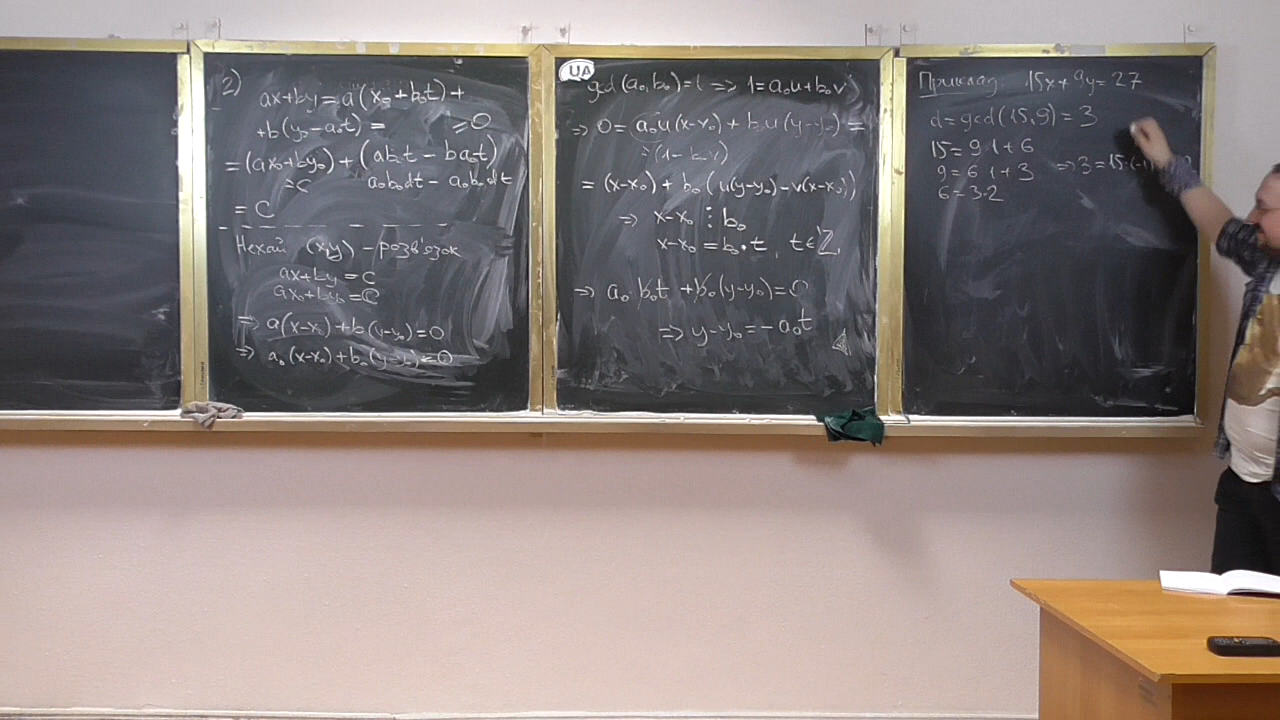 2)
ax+by=a(x₀+b₀t)+
+b(y₀-a₀t)= =0
=(ax₀+by₀)+(ab₀t-ba₀t)
=c a₀b₀dt-a₀b₀dt
=C
Нехай (x,y) - розв'язок
ax+by=c
ax₀+by₀=c
=> a(x-x₀)+b(y-y₀)=0
=> a₀(x-x₀)+b₀(y-y₀)=0
UA
gcd(a₀,b₀)=1 => 1=a₀u+b₀v
=> 0=a₀u(x-x₀)+b₀u(y-y₀)=
=(1-b₀v)
=(x-x₀)+b₀(u(y-y₀)-v(x-x₀))
=> x-x₀⋮b₀
x-x₀=b₀·t, t∈ℤ
=> a₀b₀t+b₀(y-y₀)=0
=> y-y₀=-a₀t
Приклад: 15x+9y=27
d=gcd(15,9)=3
15=9·1+6
9=6·1+3 => 3=15·(-1)
6=3·2